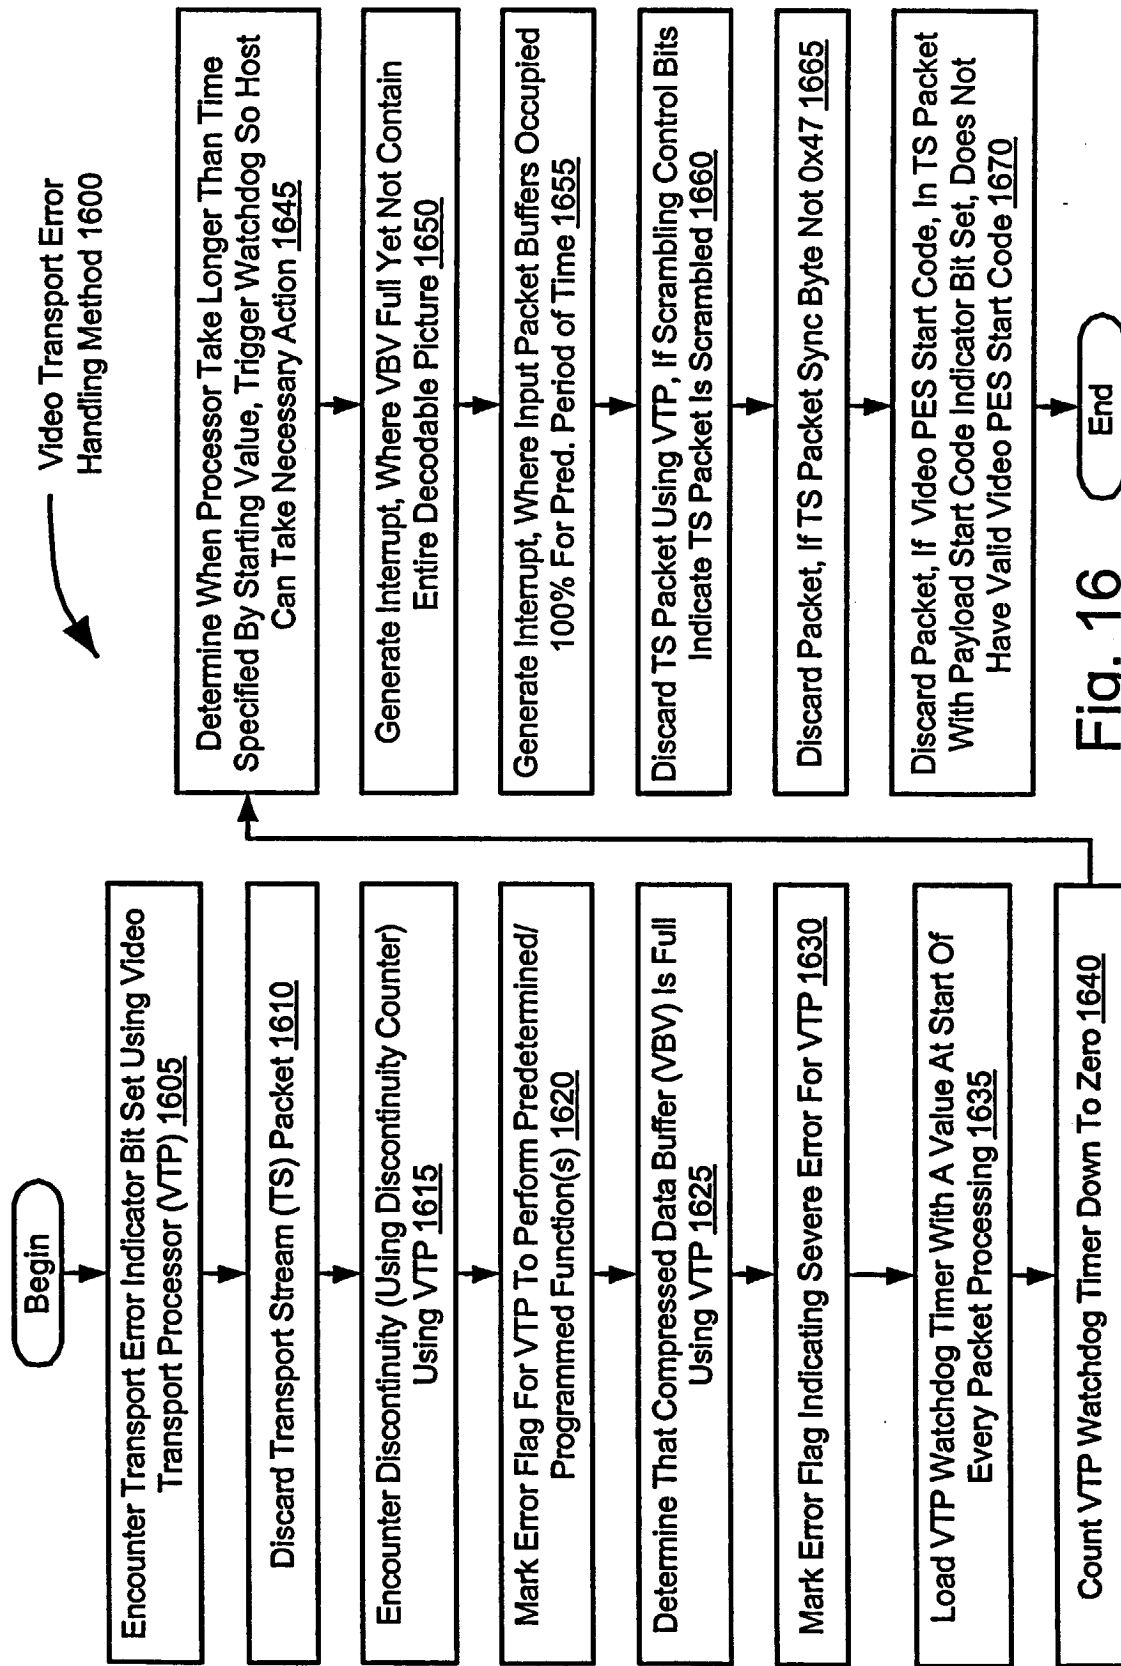 Video Transport Error
Handling Method 1600
Begin
Encounter Transport Error Indicator Bit Set Using Video
Transport Processor (VTP) 1605
Discard Transport Stream (TS) Packet 1610
Encounter Discontinuity (Using Discontinuity Counter)
Using VTP 1615
Mark Error Flag For VTP To Perform Predetermined/
Programmed Function(s) 1620
Determine That Compressed Data Buffer (VBV) Is Full
Using VTP 1625
Mark Error Flag Indicating Severe Error For VTP 1630
Load VTP Watchdog Timer With A Value At Start Of
Every Packet Processing 1635
Count VTP Watchdog Timer Down To Zero 1640
Determine When Processor Take Longer Than Time
Specified By Starting Value, Trigger Watchdog So Host
Can Take Necessary Action 1645
Generate Interrupt, Where VBV Full Yet Not Contain
Entire Decodable Picture 1650
Generate Interrupt, Where Input Packet Buffers Occupied
100% For Pred. Period of Time 1655
Discard TS Packet Using VTP, If Scrambling Control Bits
Indicate TS Packet Is Scrambled 1660
Discard Packet, If TS Packet Sync Byte Not 0x47 1665
Discard Packet, If Video PES Start Code, In TS Packet
With Payload Start Code Indicator Bit Set, Does Not
Have Valid Video PES Start Code 1670
End
Fig. 16